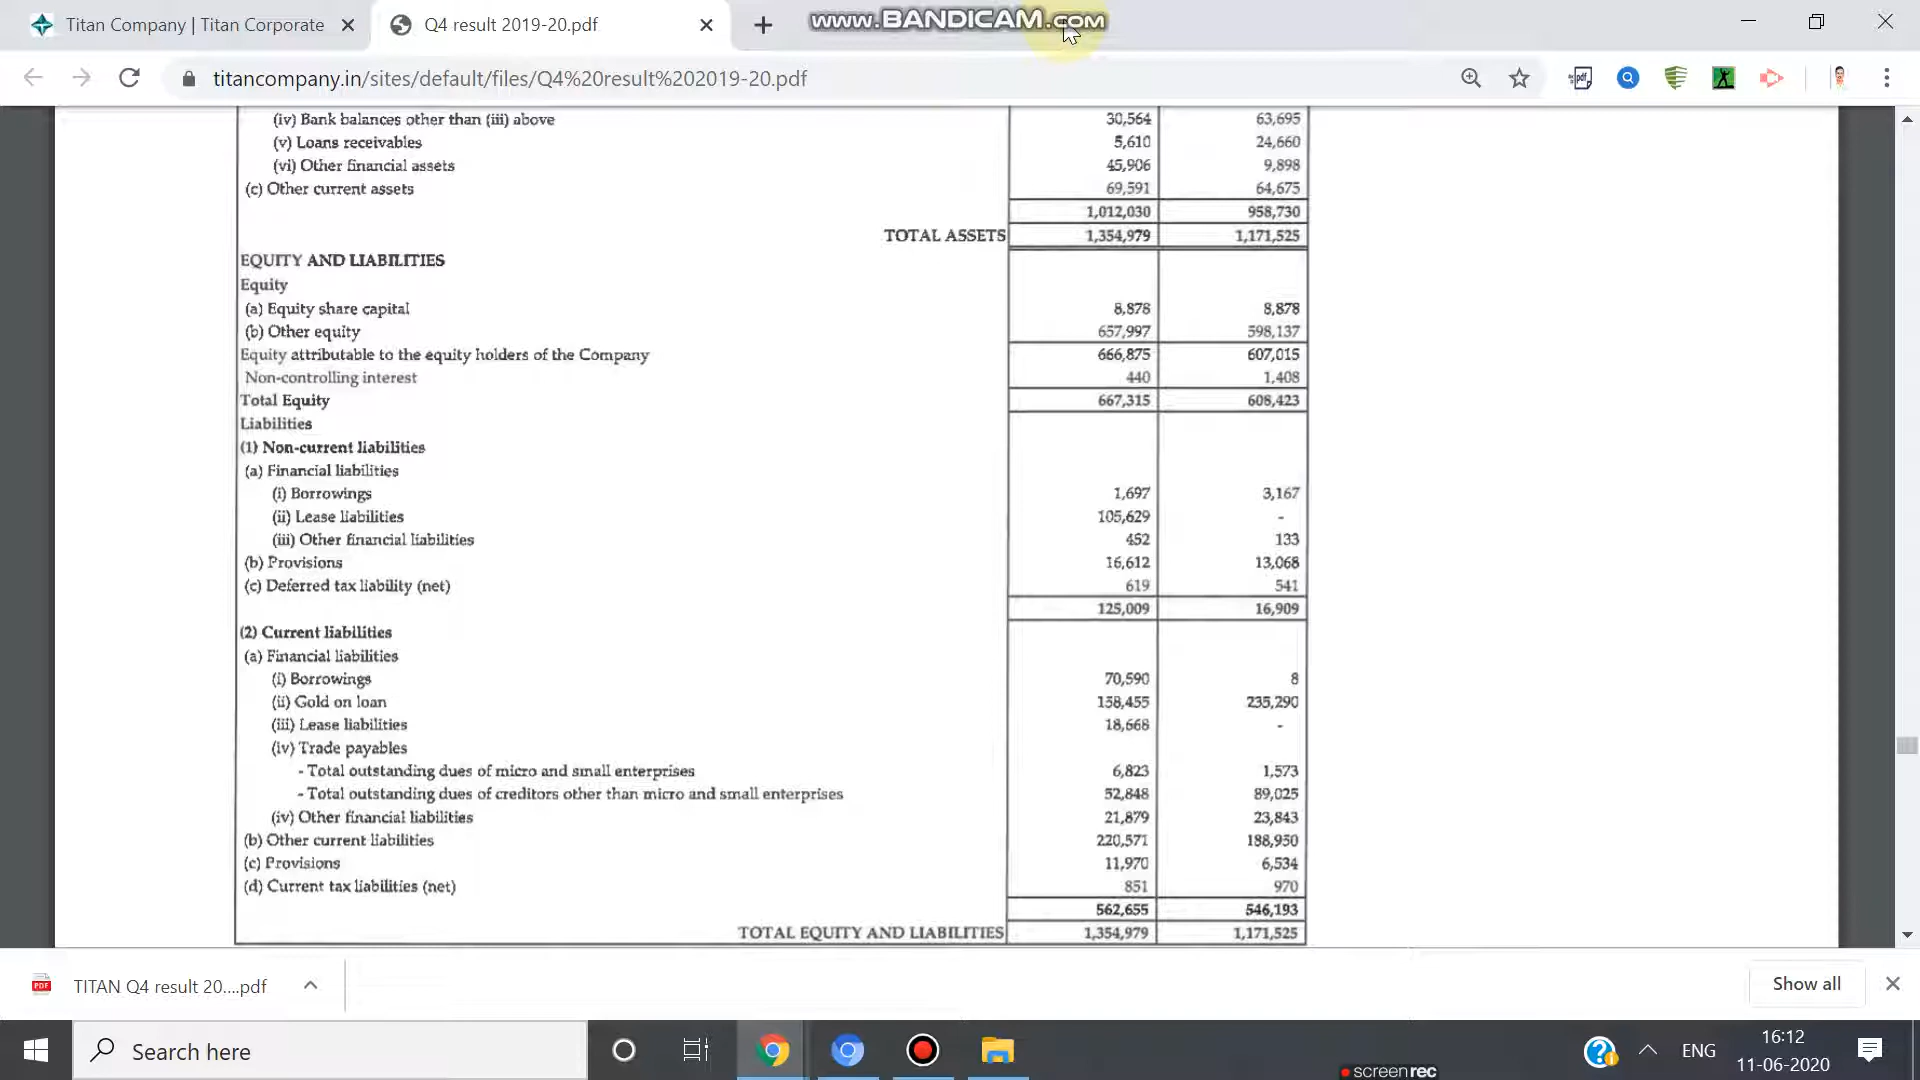 Titan Company | Titan Corporate
Q4 result 2019-20.pdf
www.BANDICAM.com
titancompany.in/sites/default/files/Q4%20result%202019-20.pdf
(iv) Bank balances other than (iii) above 30,564 63,695
(v) Loans receivables 5,610 24,660
(vi) Other financial assets 45,906 9,898
(c) Other current assets 69,591 64,675
1,012,030 958,730
TOTAL ASSETS 1,354,979 1,171,525
EQUITY AND LIABILITIES
Equity
(a) Equity share capital 8,878 8,878
(b) Other equity 657,997 598,137
Equity attributable to the equity holders of the Company 666,875 607,015
Non-controlling interest 440 1,408
Total Equity 667,315 608,423
Liabilities
(1) Non-current liabilities
(a) Financial liabilities
(i) Borrowings 1,697 3,167
(ii) Lease liabilities 105,629 -
(iii) Other financial liabilities 452 133
(b) Provisions 16,612 13,068
(c) Deferred tax liability (net) 619 541
125,009 16,909
(2) Current liabilities
(a) Financial liabilities
(i) Borrowings 70,590 8
(ii) Gold on loan 158,455 235,290
(iii) Lease liabilities 18,668 -
(iv) Trade payables
- Total outstanding dues of micro and small enterprises 6,823 1,573
- Total outstanding dues of creditors other than micro and small enterprises 52,848 89,025
(iv) Other financial liabilities 21,879 23,843
(b) Other current liabilities 220,571 188,950
(c) Provisions 11,970 6,534
(d) Current tax liabilities (net) 851 970
562,655 546,193
TOTAL EQUITY AND LIABILITIES 1,354,979 1,171,525
TITAN Q4 result 20....pdf
Show all
Search here
ENG
16:12
11-06-2020
screenrec